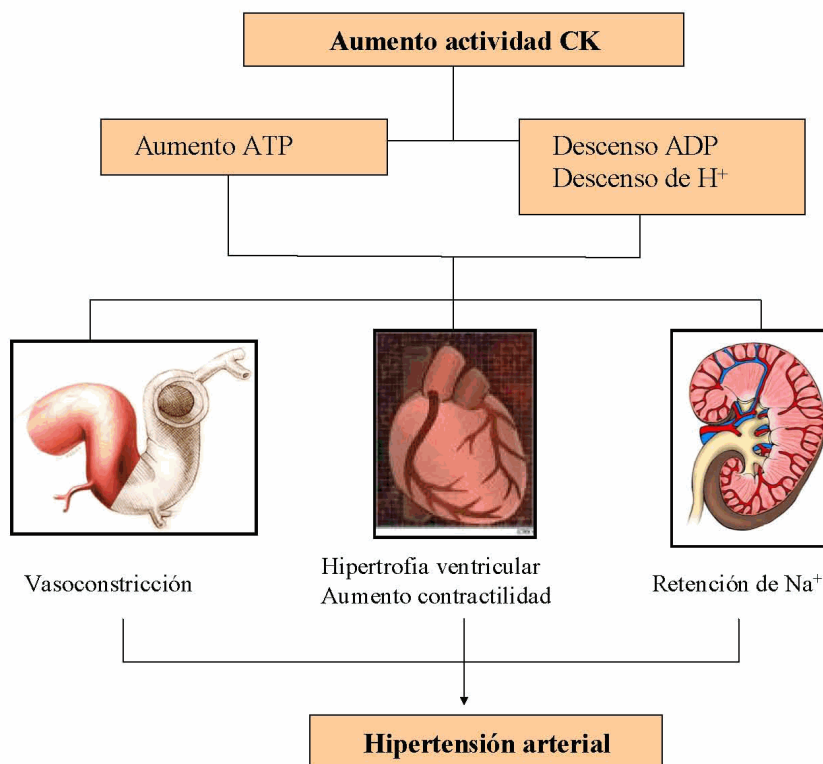 Aumento actividad CK
Aumento ATP
Descenso ADP
Descenso de H⁺
Vasoconstricción
Hipertrofia ventricular
Aumento contractilidad
Retención de Na⁺
Hipertensión arterial